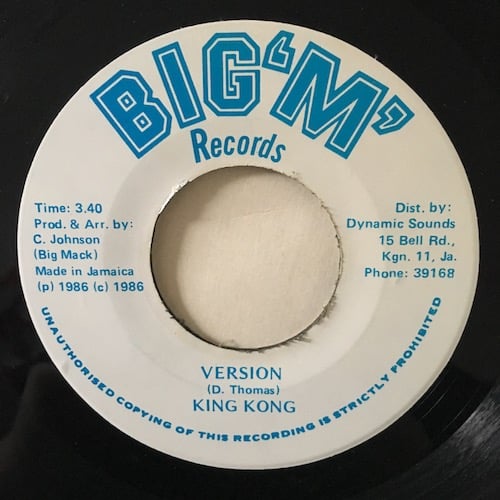 BIG 'M'
Records
Time: 3.40
Prod. & Arr. by:
C. Johnson
(Big Mack)
Made in Jamaica
(p) 1986 (c) 1986
Dist. by:
Dynamic Sounds
15 Bell Rd.,
Kgn. 11, Ja.
Phone: 39168
VERSION
(D. Thomas)
KING KONG
UNAUTHORISED COPYING OF THIS RECORDING IS STRICTLY PROHIBITED